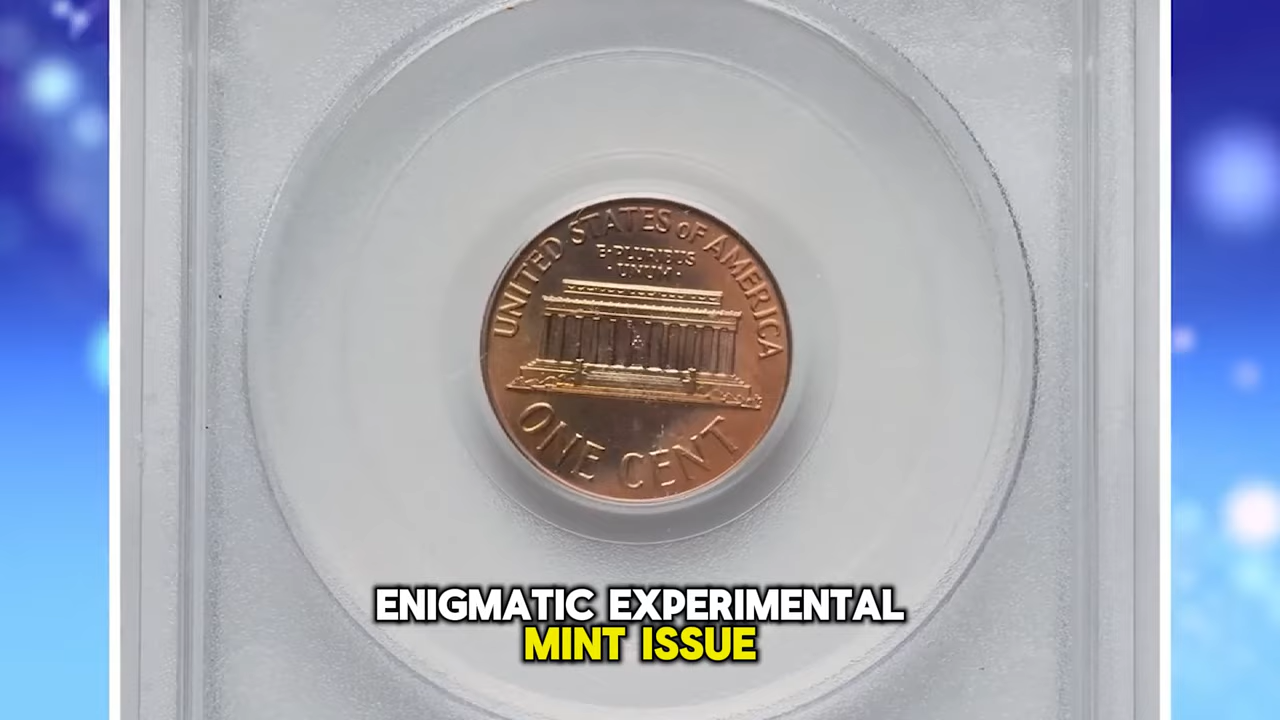 UNITED STATES OF AMERICA
E·PLURIBUS
·UNUM·
ONE CENT
ENIGMATIC EXPERIMENTAL
MINT ISSUE